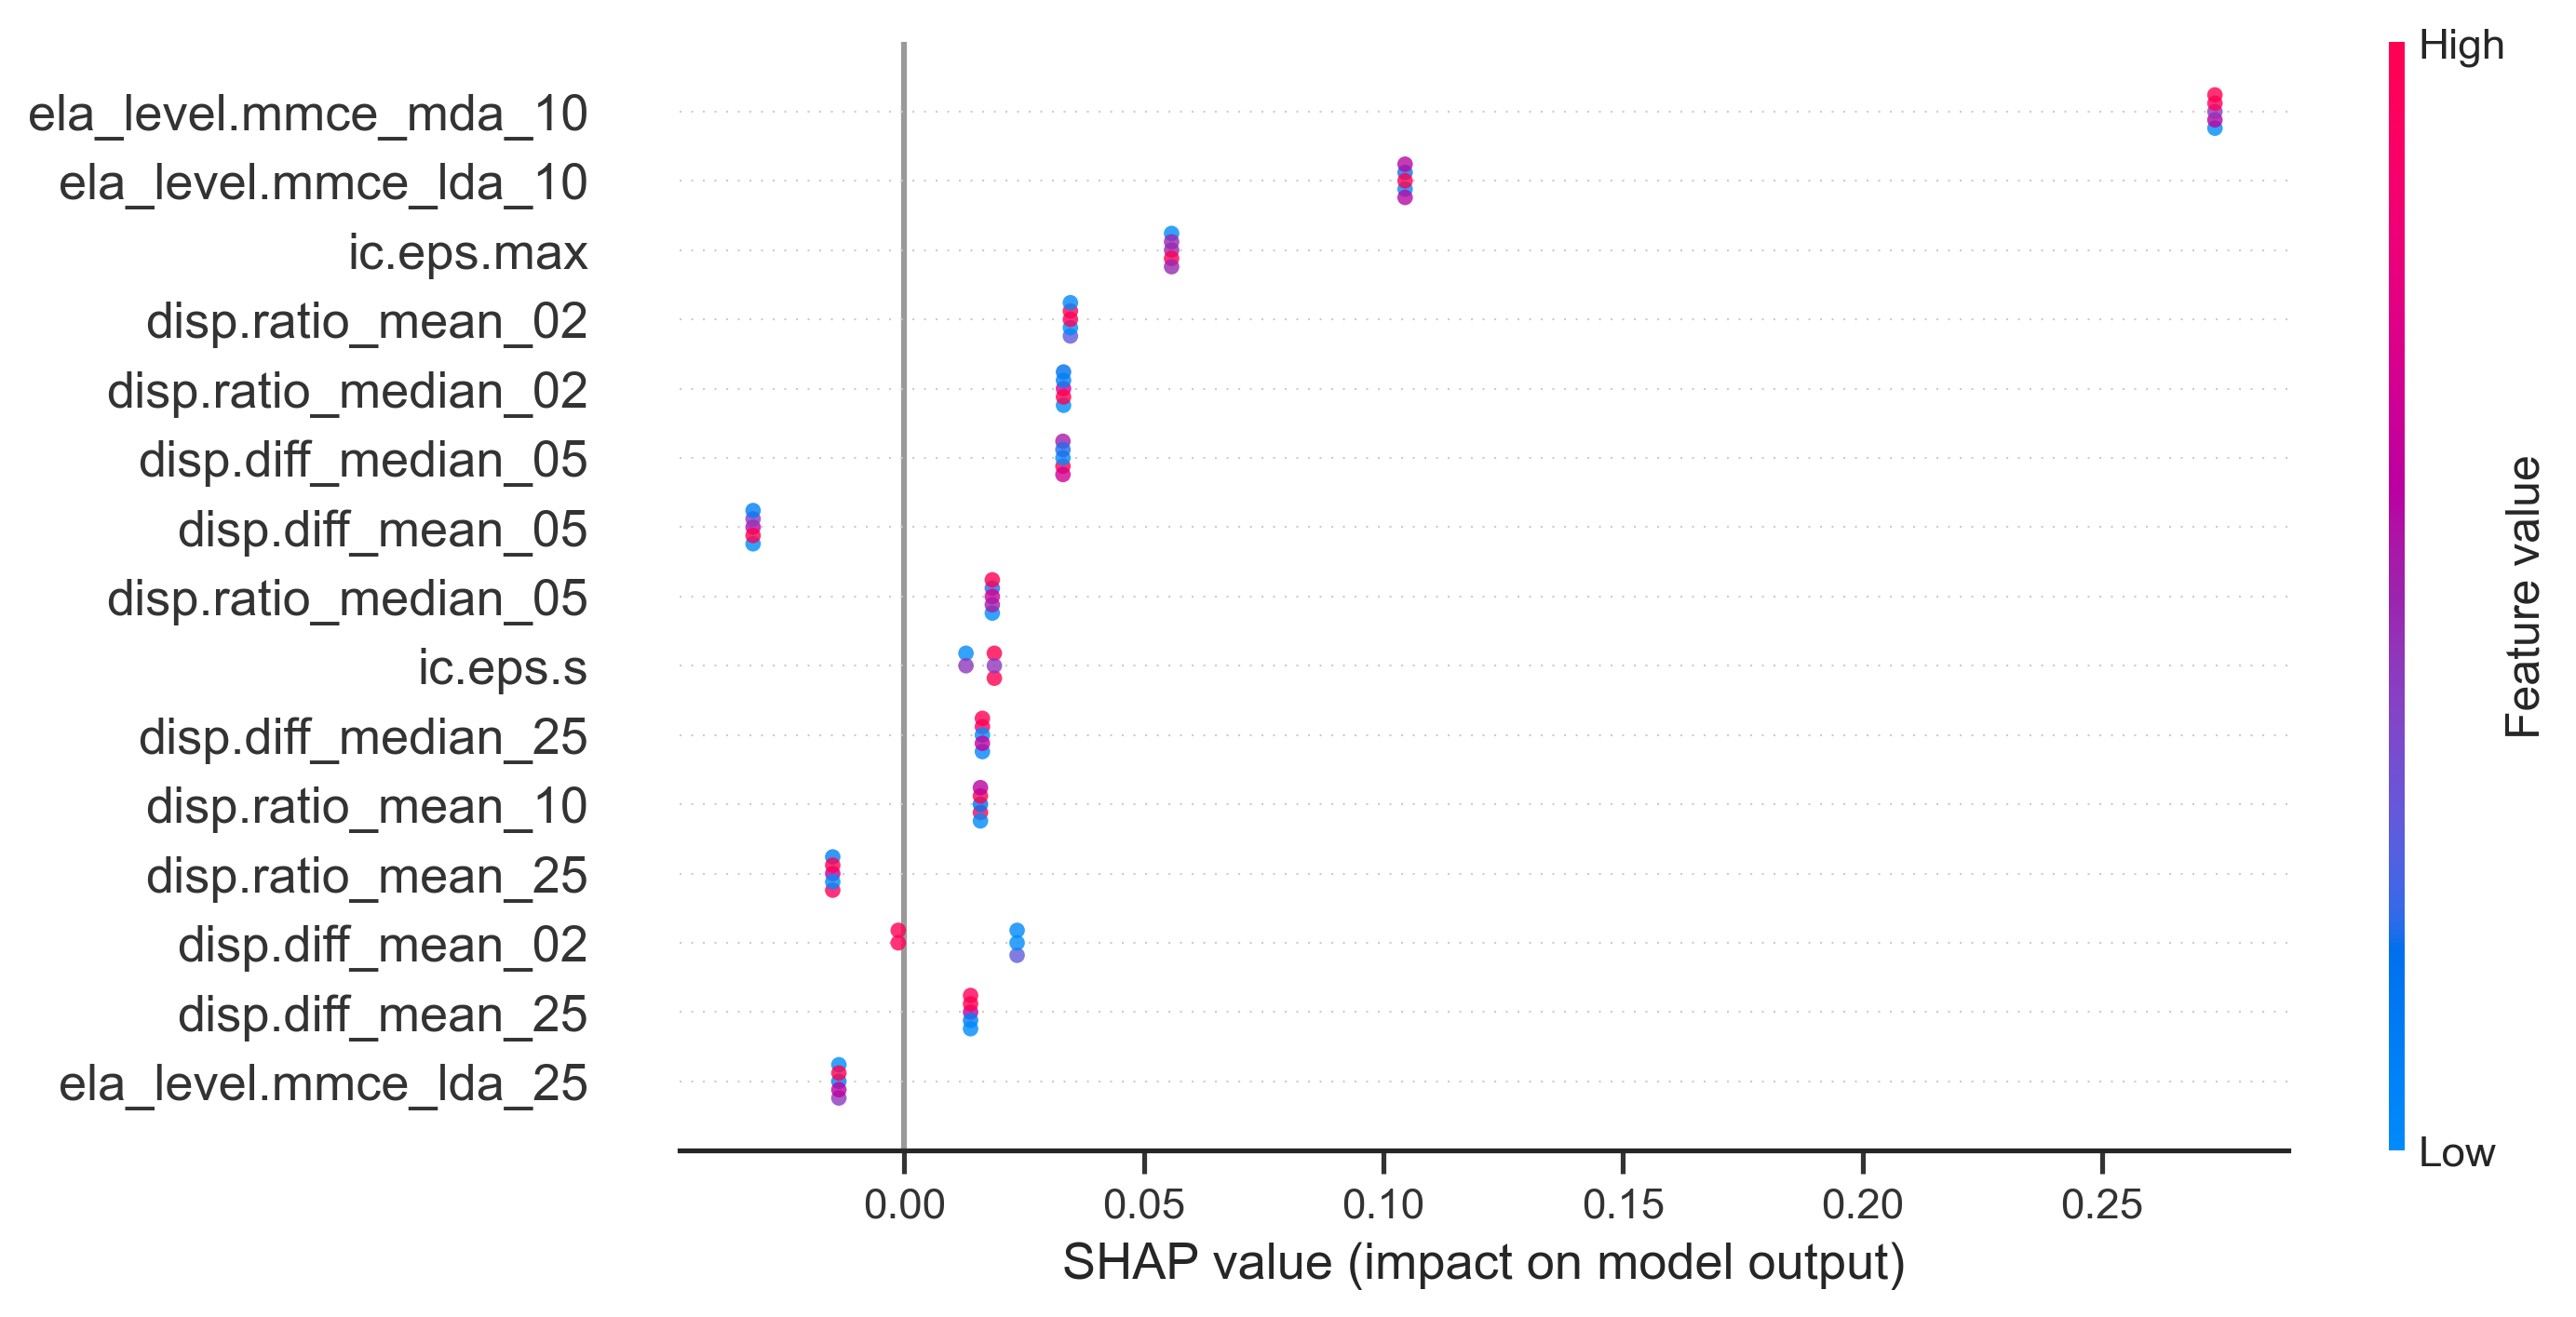 High
ela_level.mmce_mda_10
ela_level.mmce_lda_10
ic.eps.max
disp.ratio_mean_02
disp.ratio_median_02
disp.diff_median_05
disp.diff_mean_05
disp.ratio_median_05
ic.eps.s
disp.diff_median_25
disp.ratio_mean_10
disp.ratio_mean_25
disp.diff_mean_02
disp.diff_mean_25
ela_level.mmce_lda_25
Feature value
Low
0.00 0.05 0.10 0.15 0.20 0.25
SHAP value (impact on model output)